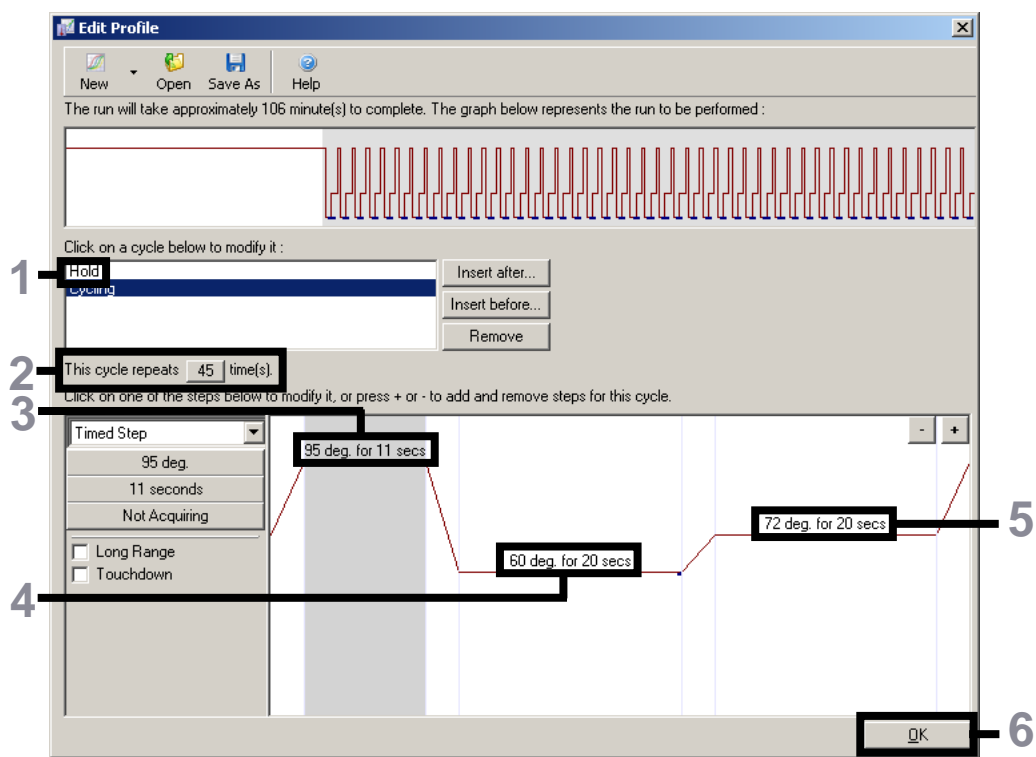 Edit Profile
New Open Save As Help
The run will take approximately 106 minute(s) to complete. The graph below represents the run to be performed :
Click on a cycle below to modify it :
1
Hold
Cycling
Insert after...
Insert before...
Remove
2
This cycle repeats 45 time(s).
Click on one of the steps below to modify it, or press + or - to add and remove steps for this cycle.
3
Timed Step
95 deg.
11 seconds
Not Acquiring
Long Range
Touchdown
95 deg. for 11 secs
- +
72 deg. for 20 secs
5
60 deg. for 20 secs
4
OK
6